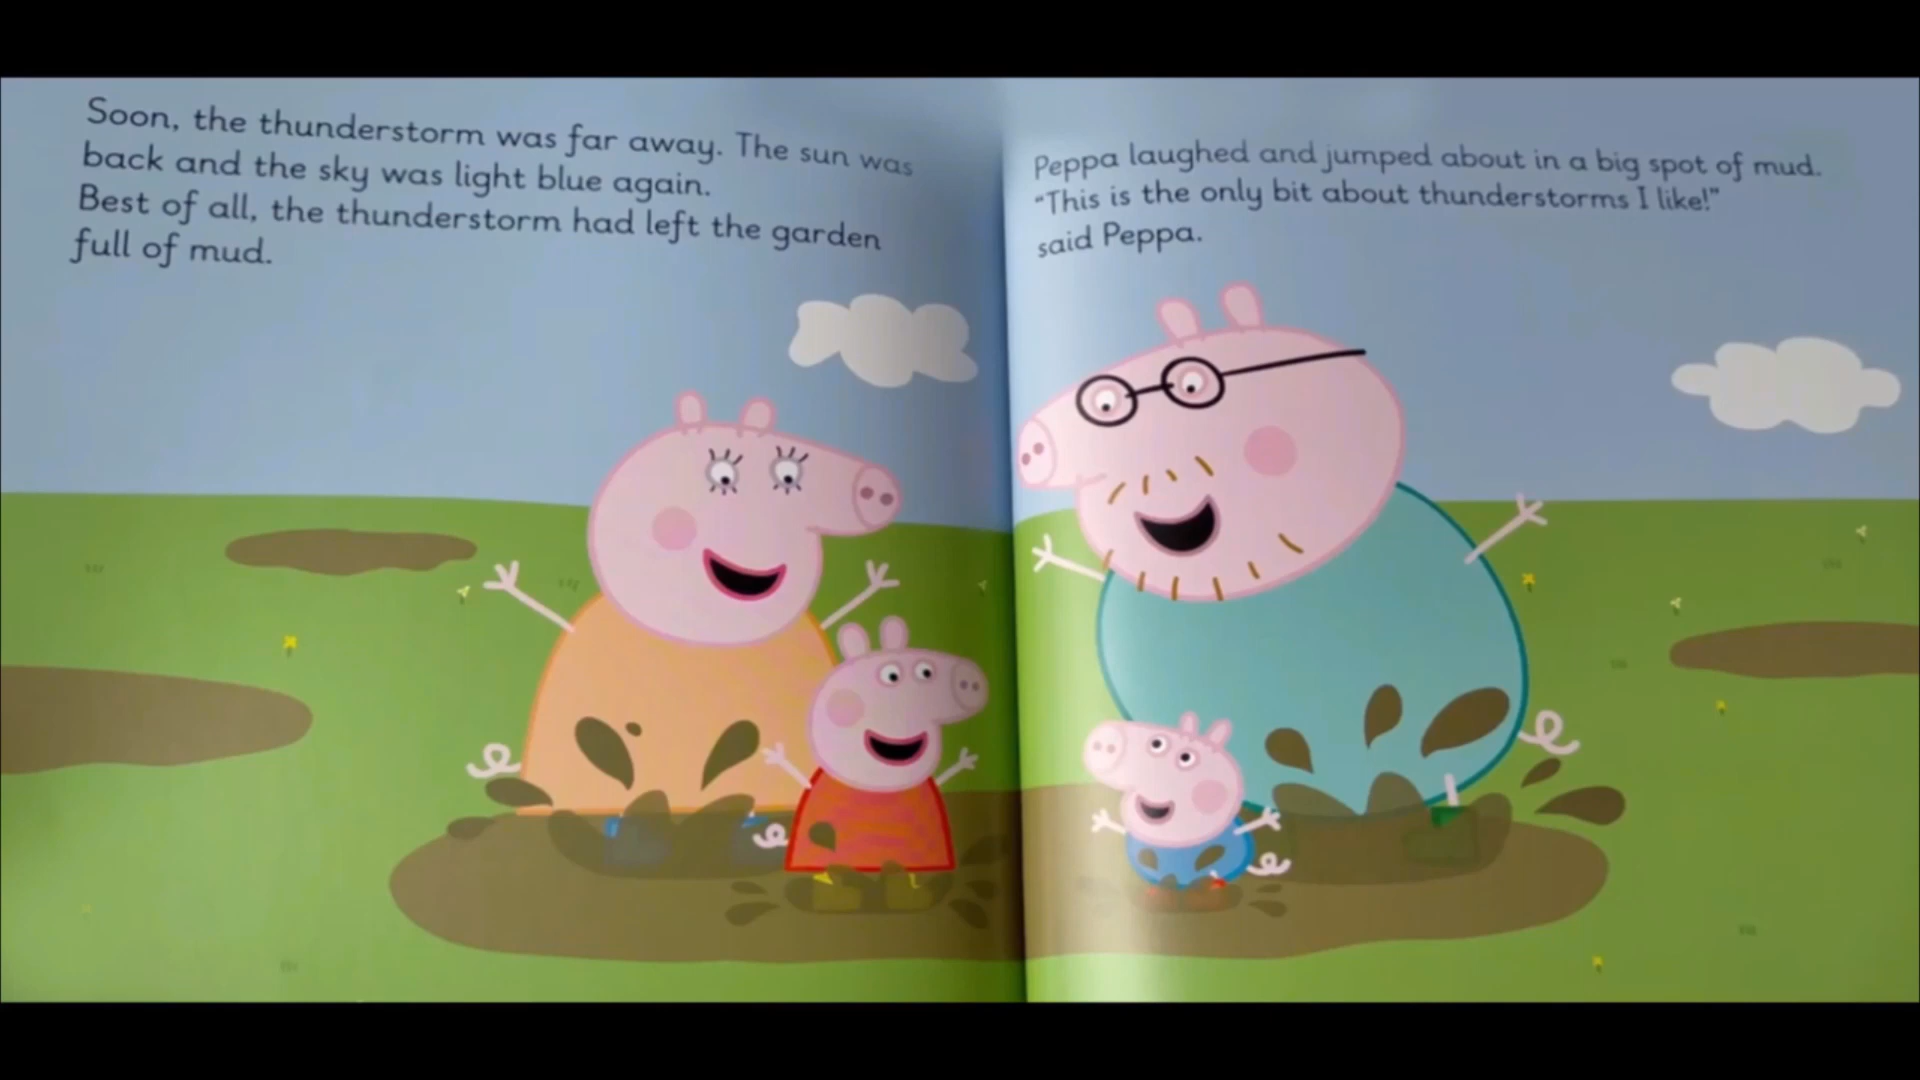 Soon, the thunderstorm was far away. The sun was
back and the sky was light blue again.
Best of all, the thunderstorm had left the garden
full of mud.
Peppa laughed and jumped about in a big spot of mud.
"This is the only bit about thunderstorms I like!"
said Peppa.